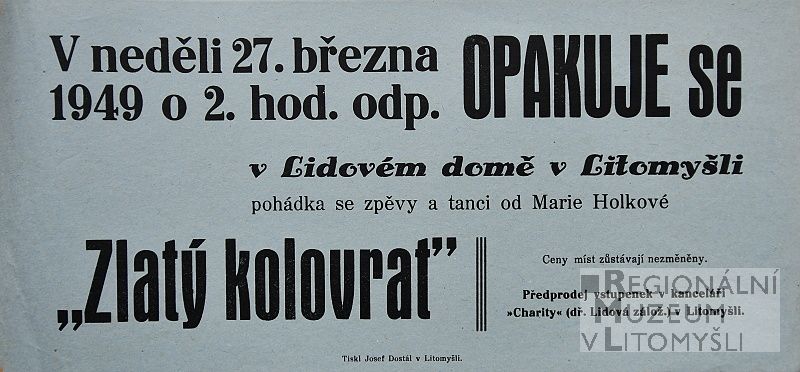 V neděli 27. března
1949 o 2. hod. odp.
OPAKUJE se
v Lidovém domě v Litomyšli
pohádka se zpěvy a tanci od Marie Holkové
„Zlatý kolovrat”
Ceny míst zůstávají nezměněny.
Předprodej vstupenek v kanceláři
»Charity« (dř. Lidová zálož.) v Litomyšli.
Tiskl Josef Dostál v Litomyšli.
REGIONÁLNÍ
MUZEUM
V LITOMYŠLI